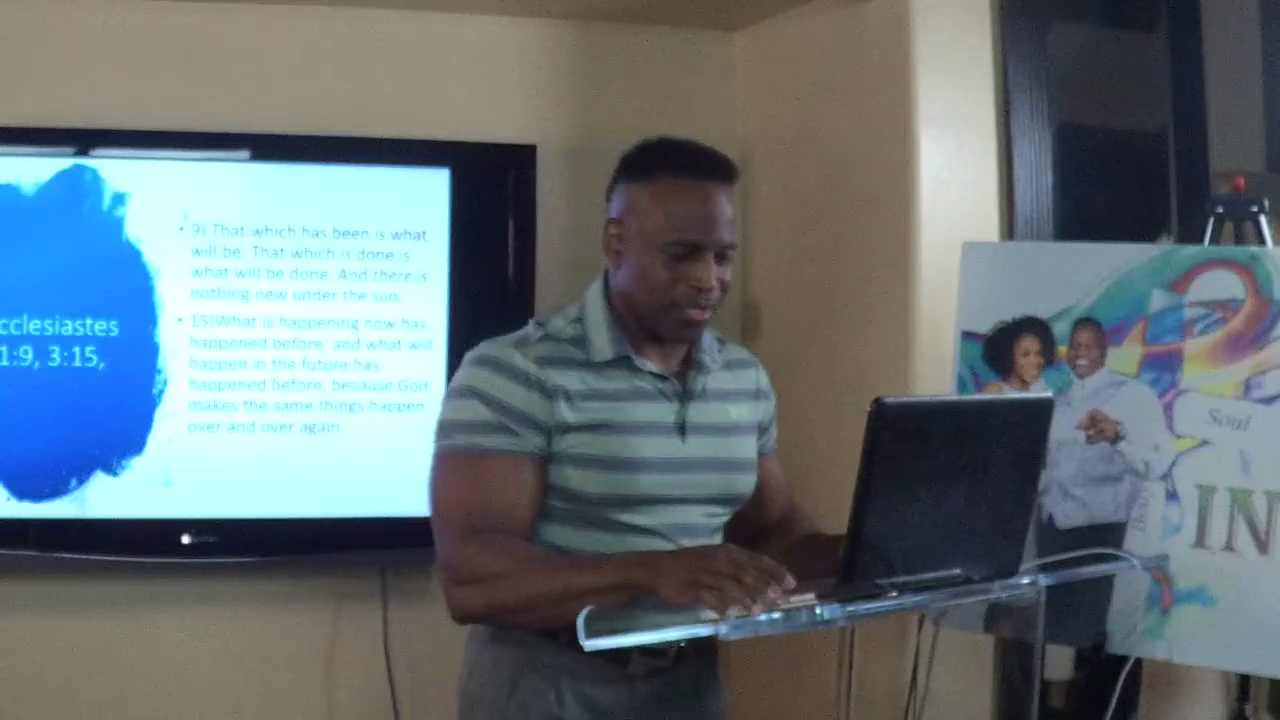 cclesiastes
1:9, 3:15,
• 9) That which has been is what
will be. That which is done is
what will be done. And there is
nothing new under the sun.
• 15)What is happening now has
happened before, and what will
happen in the future has
happened before, because God
makes the same things happen
over and over again.
Soul
IN